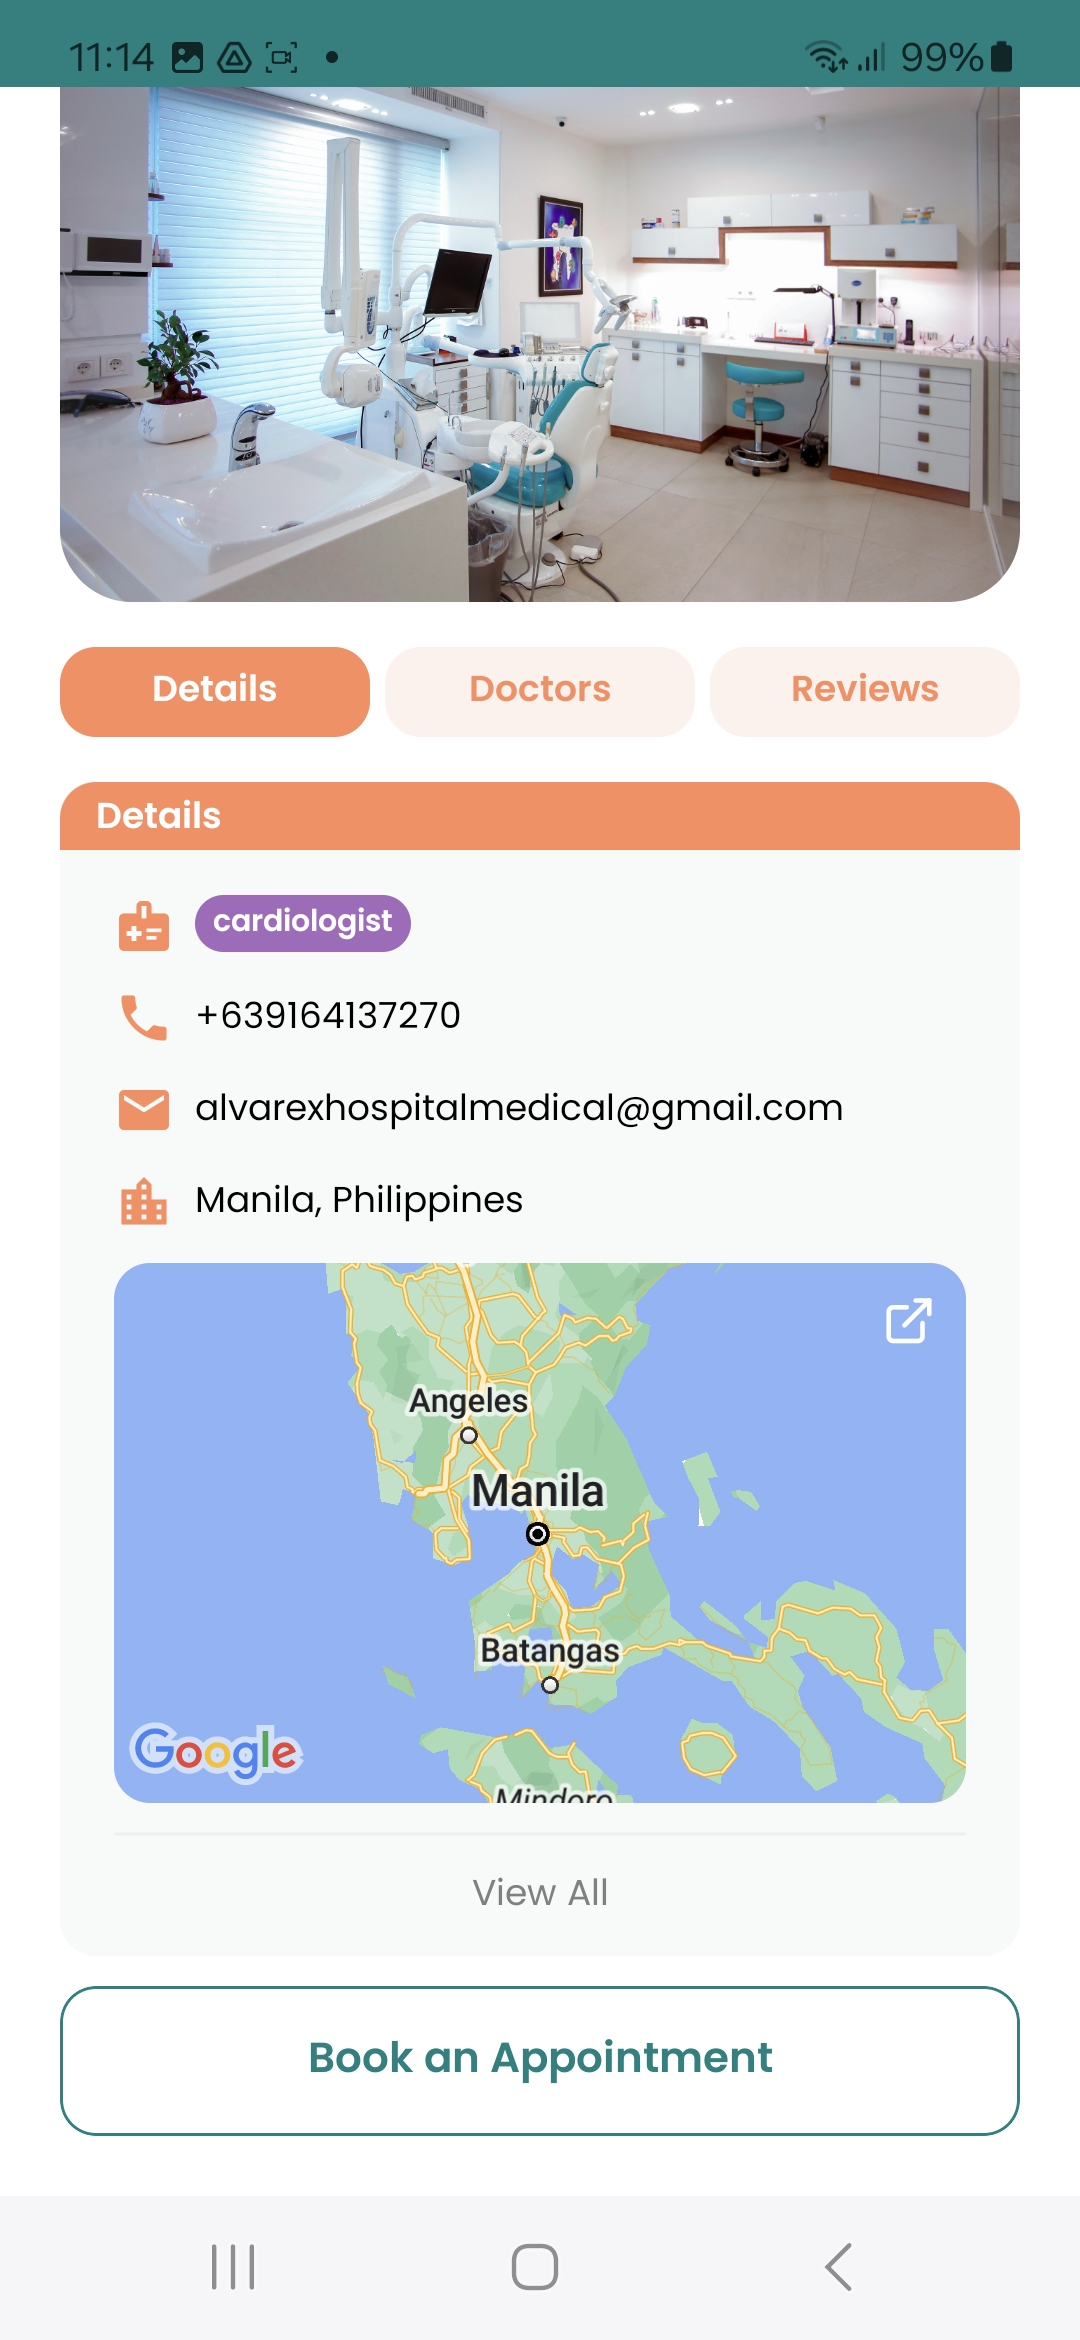 11:14
99%
Details
Doctors
Reviews
Details
cardiologist
+639164137270
alvarexhospitalmedical@gmail.com
Manila, Philippines
Angeles
Manila
Batangas
Google
Mindoro
View All
Book an Appointment